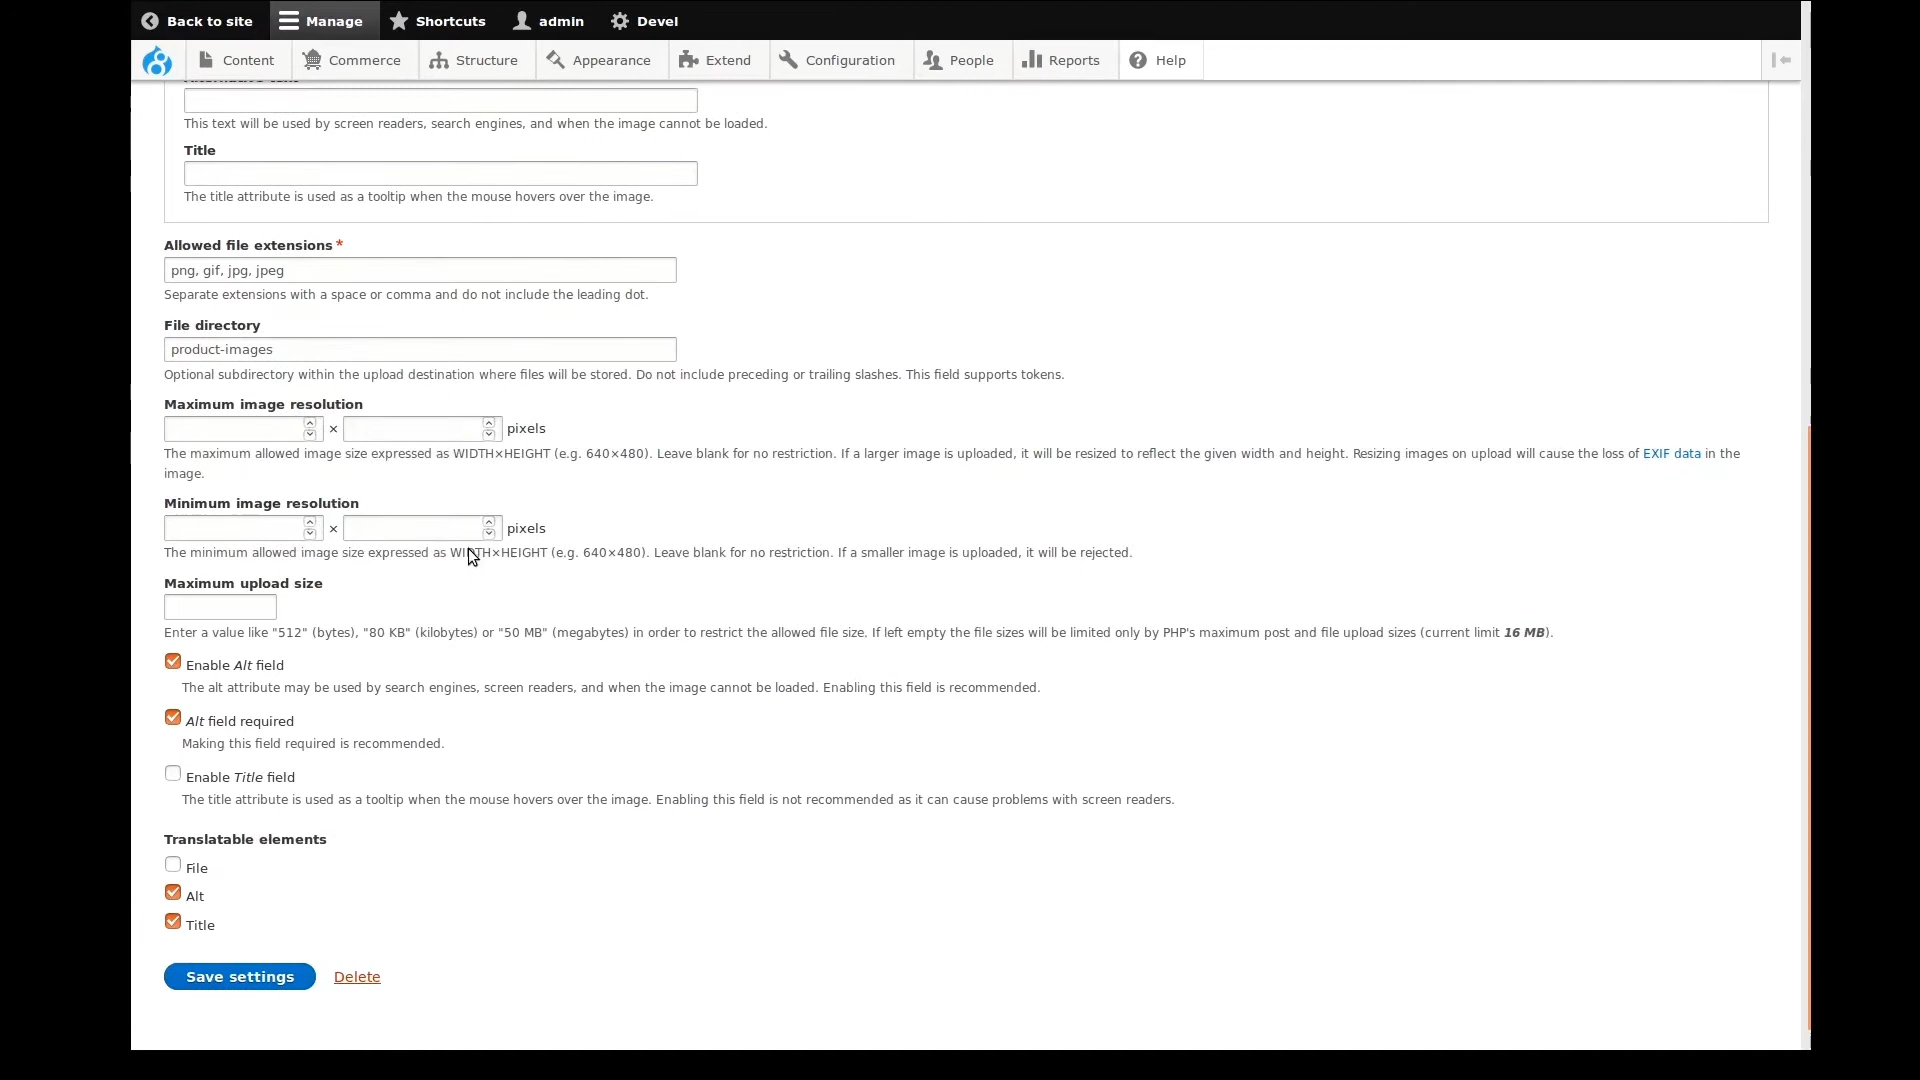 Back to site Manage Shortcuts admin Devel
Content Commerce Structure Appearance Extend Configuration People Reports Help
This text will be used by screen readers, search engines, and when the image cannot be loaded.
Title
The title attribute is used as a tooltip when the mouse hovers over the image.
Allowed file extensions*
png, gif, jpg, jpeg
Separate extensions with a space or comma and do not include the leading dot.
File directory
product-images
Optional subdirectory within the upload destination where files will be stored. Do not include preceding or trailing slashes. This field supports tokens.
Maximum image resolution
× pixels
The maximum allowed image size expressed as WIDTH×HEIGHT (e.g. 640×480). Leave blank for no restriction. If a larger image is uploaded, it will be resized to reflect the given width and height. Resizing images on upload will cause the loss of EXIF data in the
image.
Minimum image resolution
× pixels
The minimum allowed image size expressed as WIDTH×HEIGHT (e.g. 640×480). Leave blank for no restriction. If a smaller image is uploaded, it will be rejected.
Maximum upload size
Enter a value like "512" (bytes), "80 KB" (kilobytes) or "50 MB" (megabytes) in order to restrict the allowed file size. If left empty the file sizes will be limited only by PHP's maximum post and file upload sizes (current limit 16 MB).
Enable Alt field
The alt attribute may be used by search engines, screen readers, and when the image cannot be loaded. Enabling this field is recommended.
Alt field required
Making this field required is recommended.
Enable Title field
The title attribute is used as a tooltip when the mouse hovers over the image. Enabling this field is not recommended as it can cause problems with screen readers.
Translatable elements
File
Alt
Title
Save settings Delete